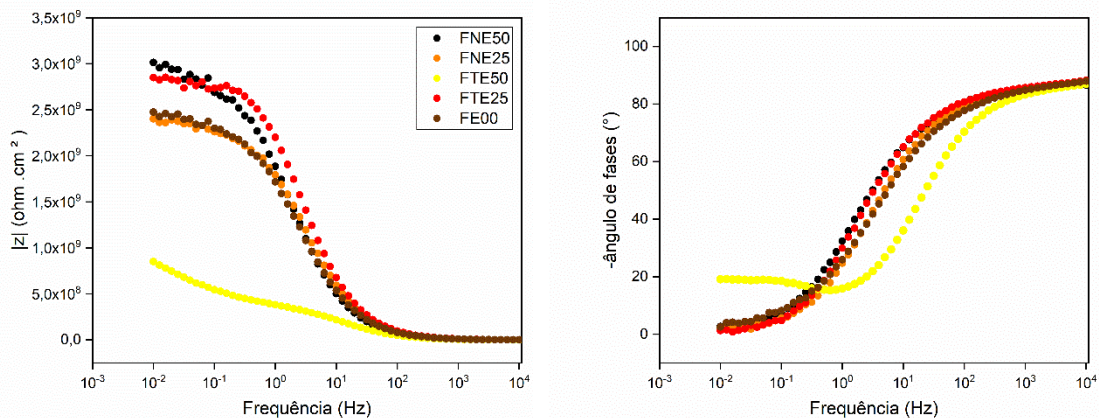 3,5x10⁹
3,0x10⁹
2,5x10⁹
2,0x10⁹
1,5x10⁹
1,0x10⁹
5,0x10⁸
0,0
|z| (ohm .cm ²)
FNE50
FNE25
FTE50
FTE25
FE00
10⁻³ 10⁻² 10⁻¹ 10⁰ 10¹ 10² 10³ 10⁴
Frequência (Hz)
100
80
60
40
20
0
-ângulo de fases (°)
10⁻³ 10⁻² 10⁻¹ 10⁰ 10¹ 10² 10³ 10⁴
Frequência (Hz)